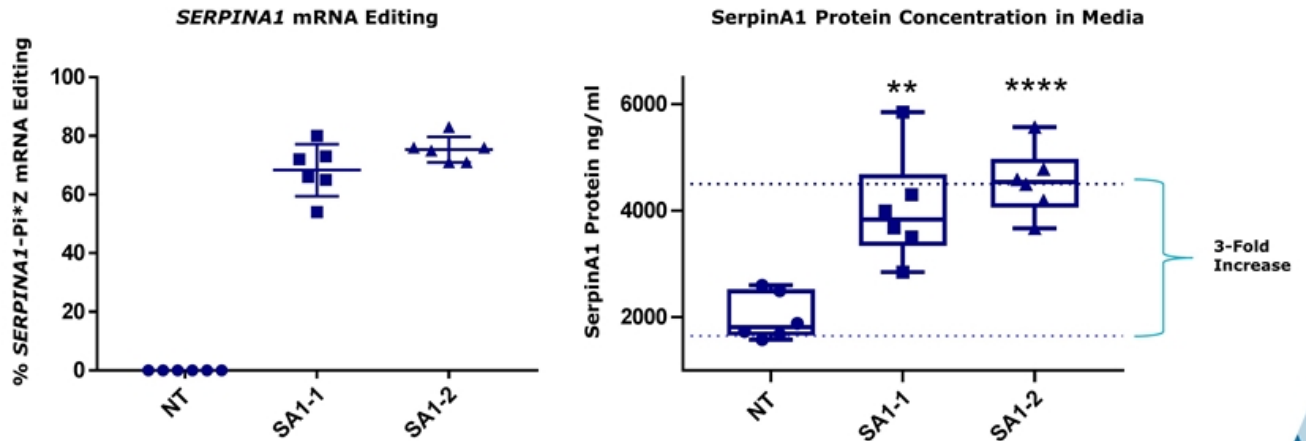 SERPINA1 mRNA Editing
% SERPINA1-Pi*Z mRNA Editing
100
80
60
40
20
0
NT
SA1-1
SA1-2
SerpinA1 Protein Concentration in Media
SerpinA1 Protein ng/ml
6000
4000
2000
**
****
NT
SA1-1
SA1-2
3-Fold
Increase